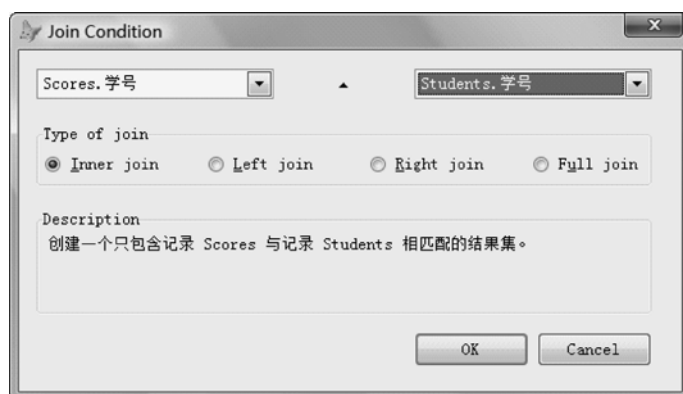 Join Condition
Scores.学号 Students.学号
Type of join
Inner join Left join Right join Full join
Description
创建一个只包含记录 Scores 与记录 Students 相匹配的结果集。
OK Cancel